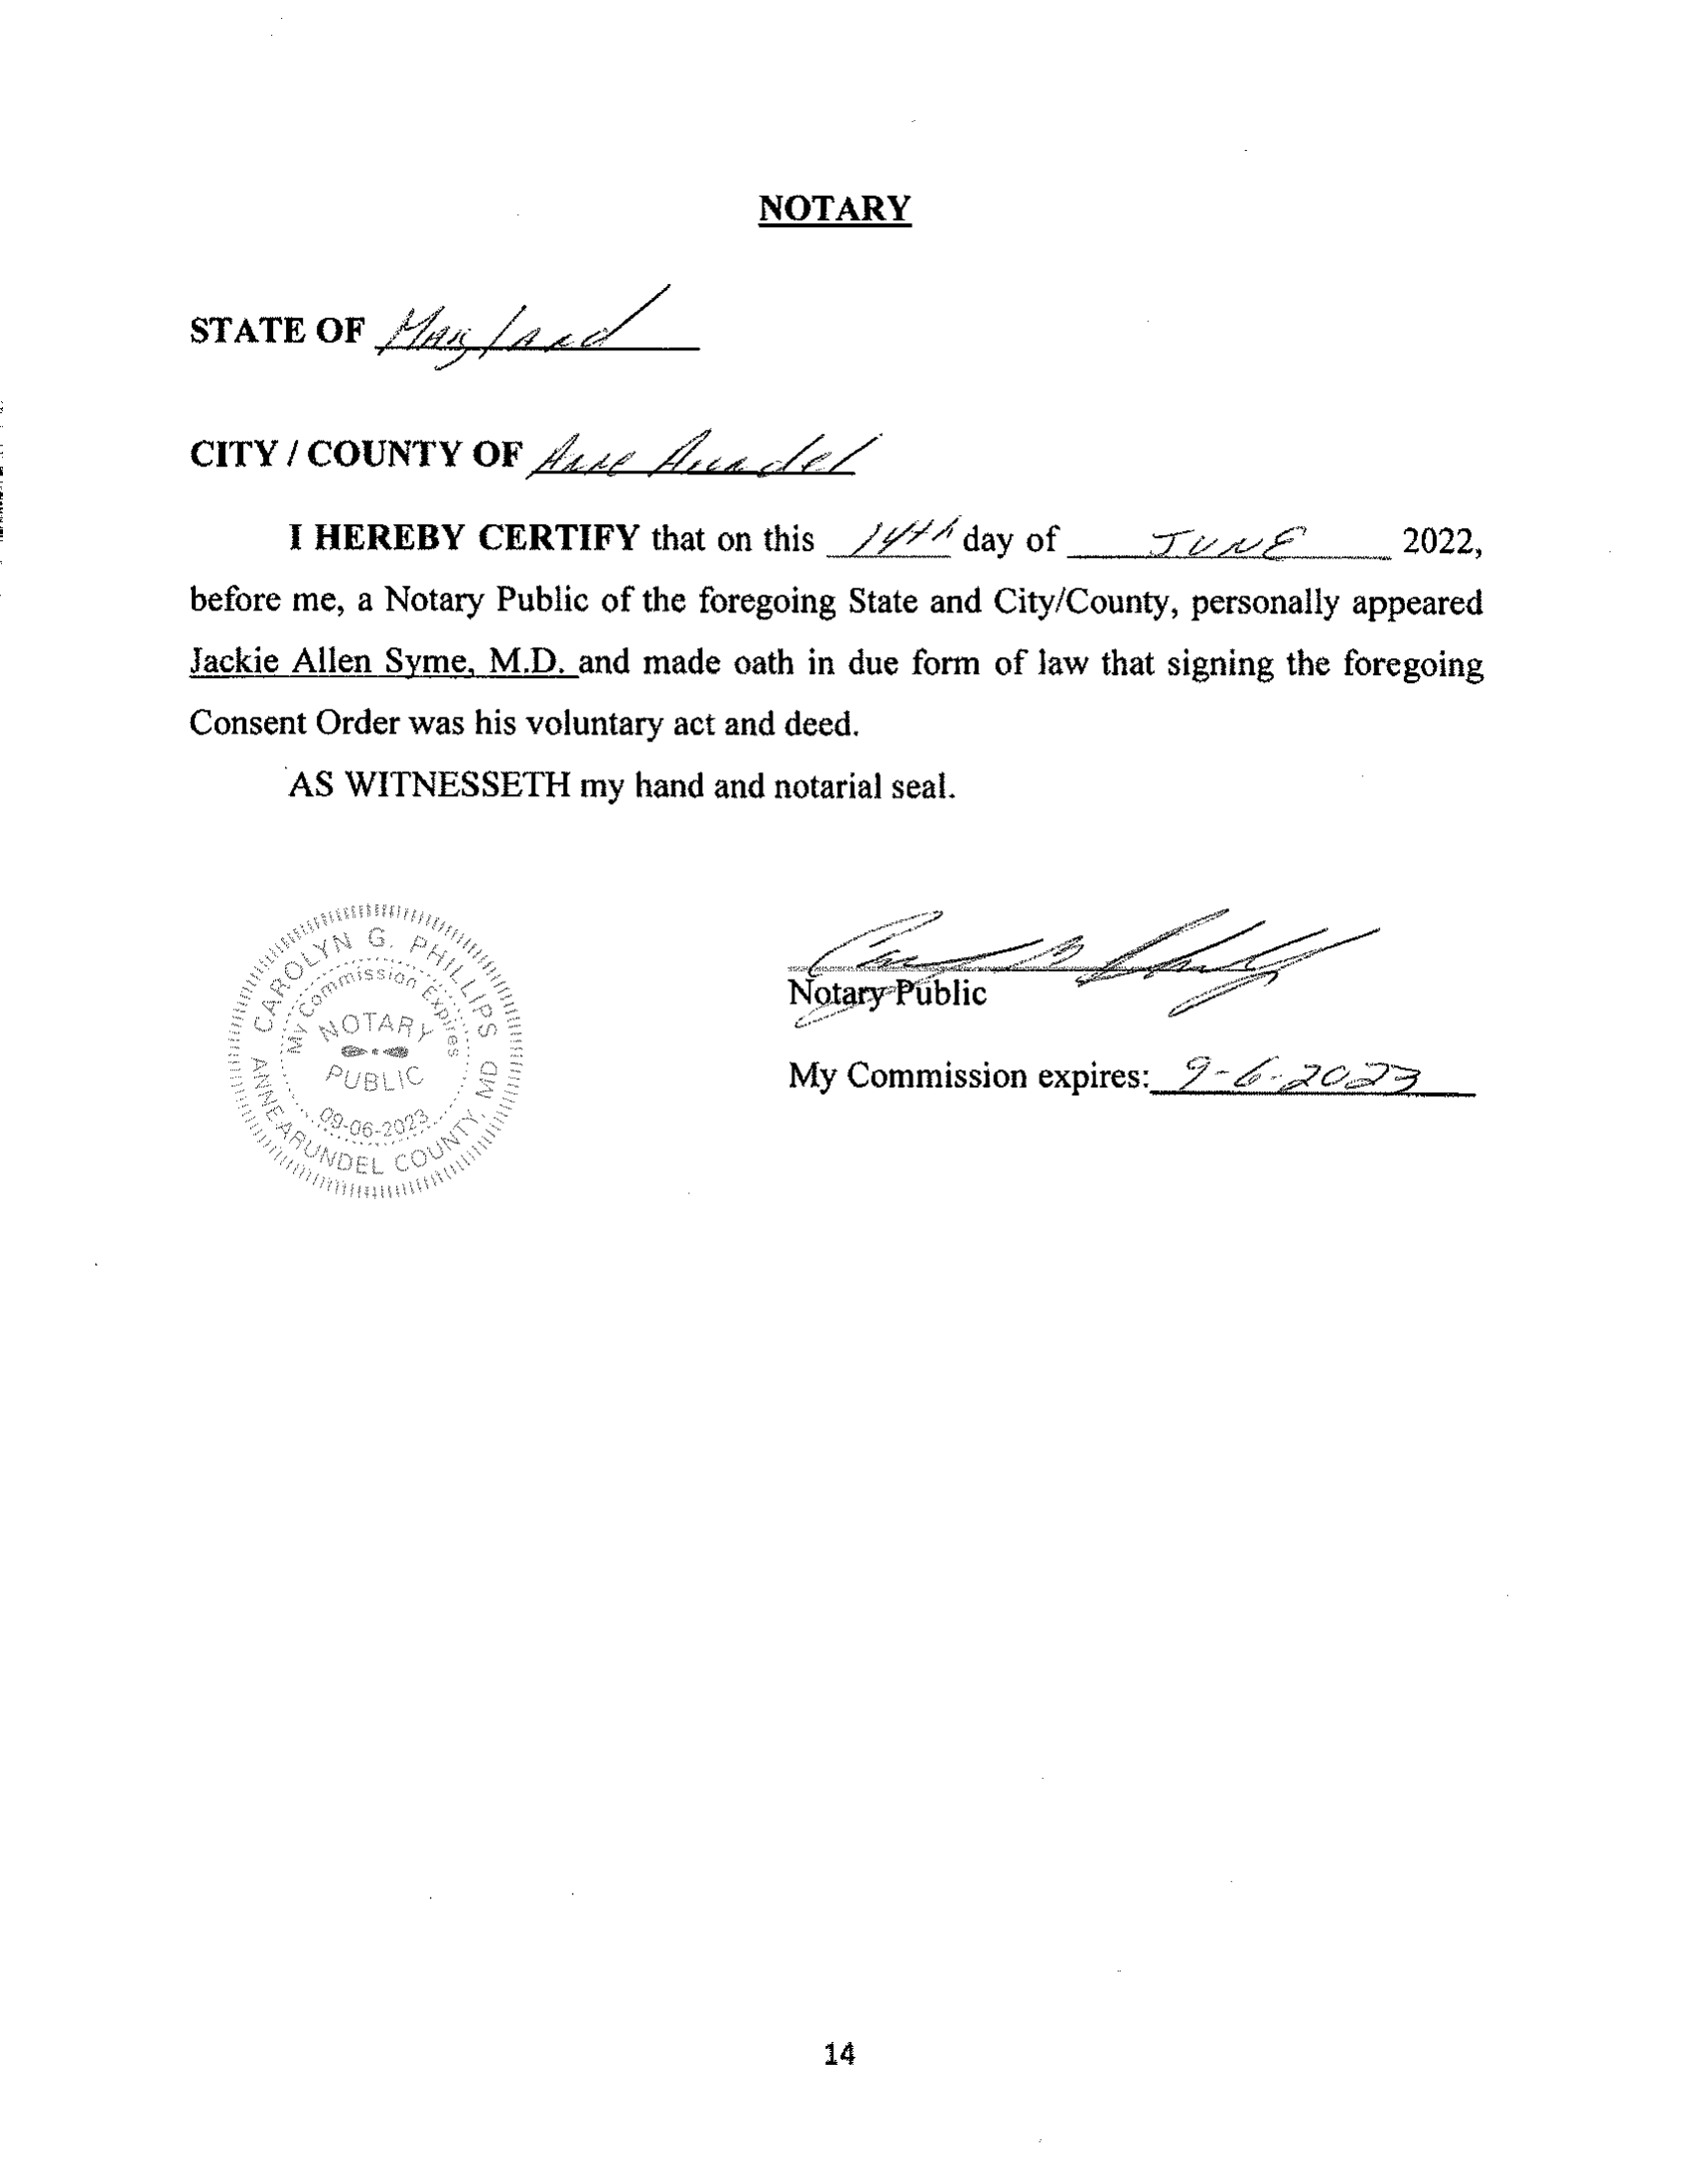 NOTARY
STATE OF Maryland
CITY / COUNTY OF Anne Arundel
I HEREBY CERTIFY that on this 14th day of JUNE 2022,
before me, a Notary Public of the foregoing State and City/County, personally appeared
Jackie Allen Syme, M.D. and made oath in due form of law that signing the foregoing
Consent Order was his voluntary act and deed.
AS WITNESSETH my hand and notarial seal.
CAROLYN G. PHILLIPS
My Commission Expires
NOTARY
PUBLIC
09-06-2023
ANNE ARUNDEL COUNTY, MD
Notary Public
My Commission expires: 9-6-2023
14